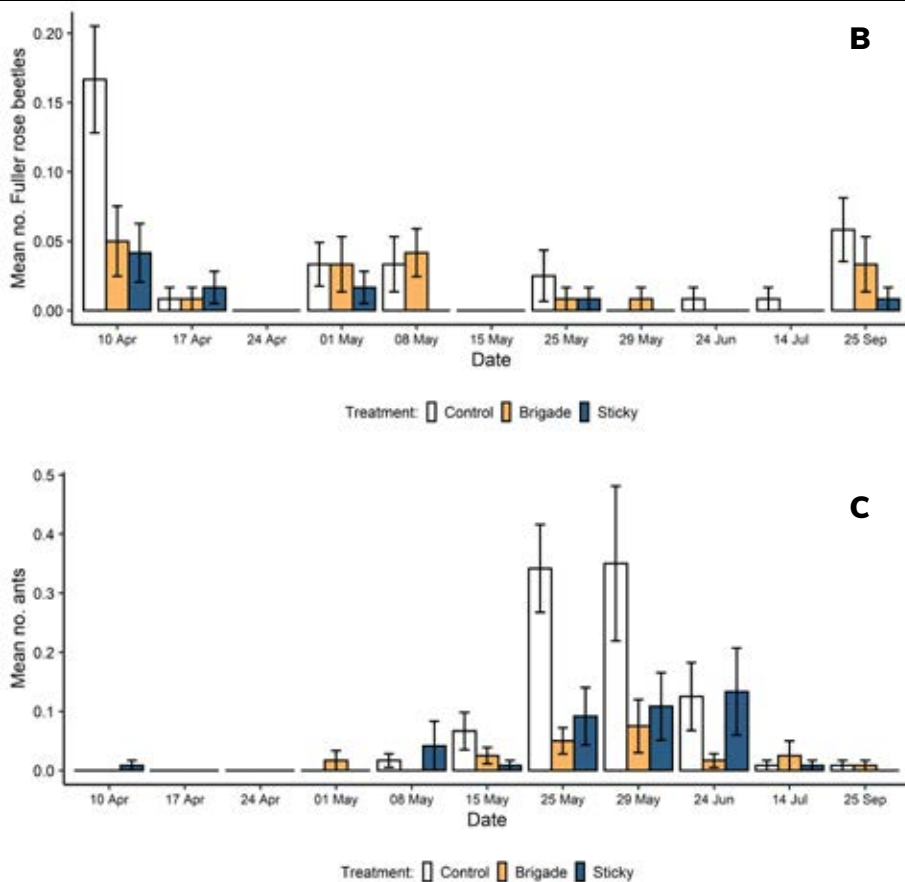 B
Mean no. Fuller rose beetles
0.20
0.15
0.10
0.05
0.00
10 Apr 17 Apr 24 Apr 01 May 08 May 15 May 25 May 29 May 24 Jun 14 Jul 25 Sep
Date
Treatment: Control Brigade Sticky
C
Mean no. ants
0.5
0.4
0.3
0.2
0.1
0.0
10 Apr 17 Apr 24 Apr 01 May 08 May 15 May 25 May 29 May 24 Jun 14 Jul 25 Sep
Date
Treatment: Control Brigade Sticky